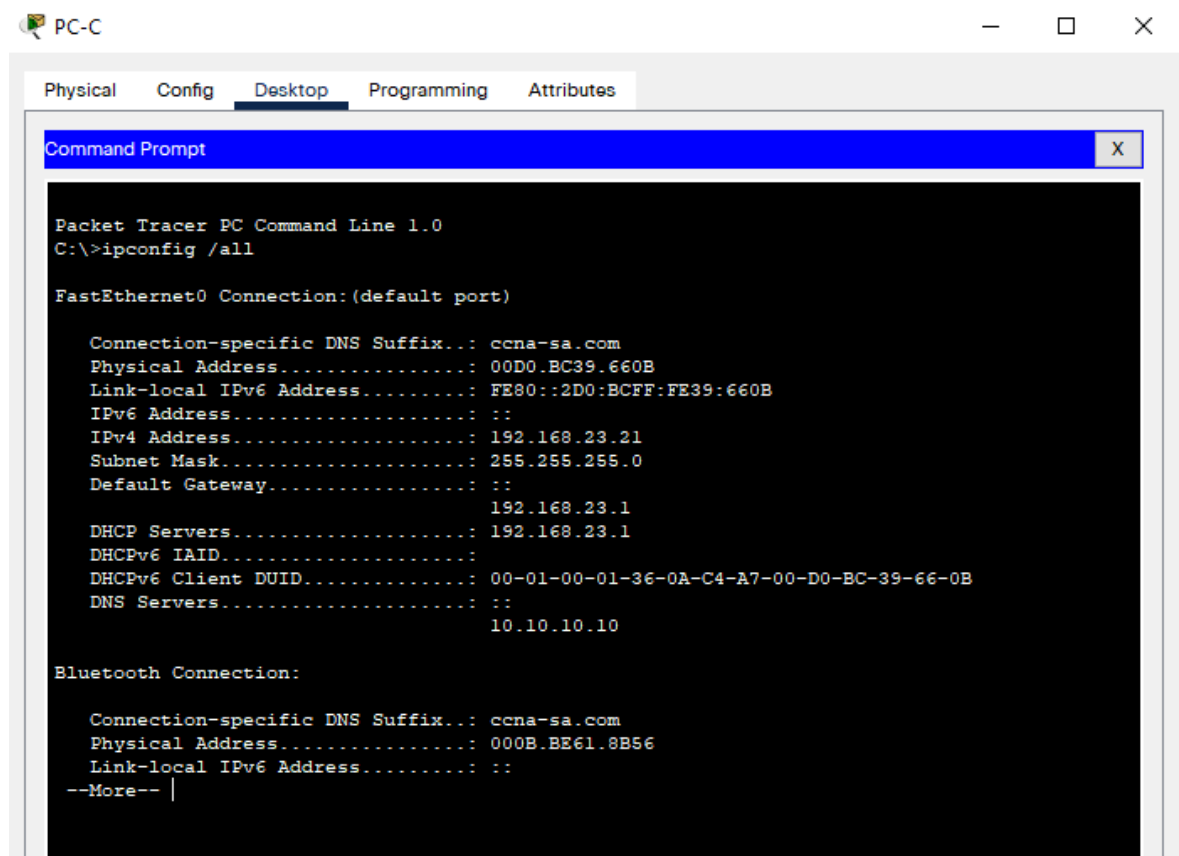 PC-C
Physical Config Desktop Programming Attributes
Command Prompt X
Packet Tracer PC Command Line 1.0
C:\>ipconfig /all
FastEthernet0 Connection:(default port)
Connection-specific DNS Suffix..: ccna-sa.com
Physical Address................: 00D0.BC39.660B
Link-local IPv6 Address.........: FE80::2D0:BCFF:FE39:660B
IPv6 Address....................: ::
IPv4 Address....................: 192.168.23.21
Subnet Mask.....................: 255.255.255.0
Default Gateway.................: ::
192.168.23.1
DHCP Servers....................: 192.168.23.1
DHCPv6 IAID.....................:
DHCPv6 Client DUID..............: 00-01-00-01-36-0A-C4-A7-00-D0-BC-39-66-0B
DNS Servers.....................: ::
10.10.10.10
Bluetooth Connection:
Connection-specific DNS Suffix..: ccna-sa.com
Physical Address................: 000B.BE61.8B56
Link-local IPv6 Address.........: ::
--More--